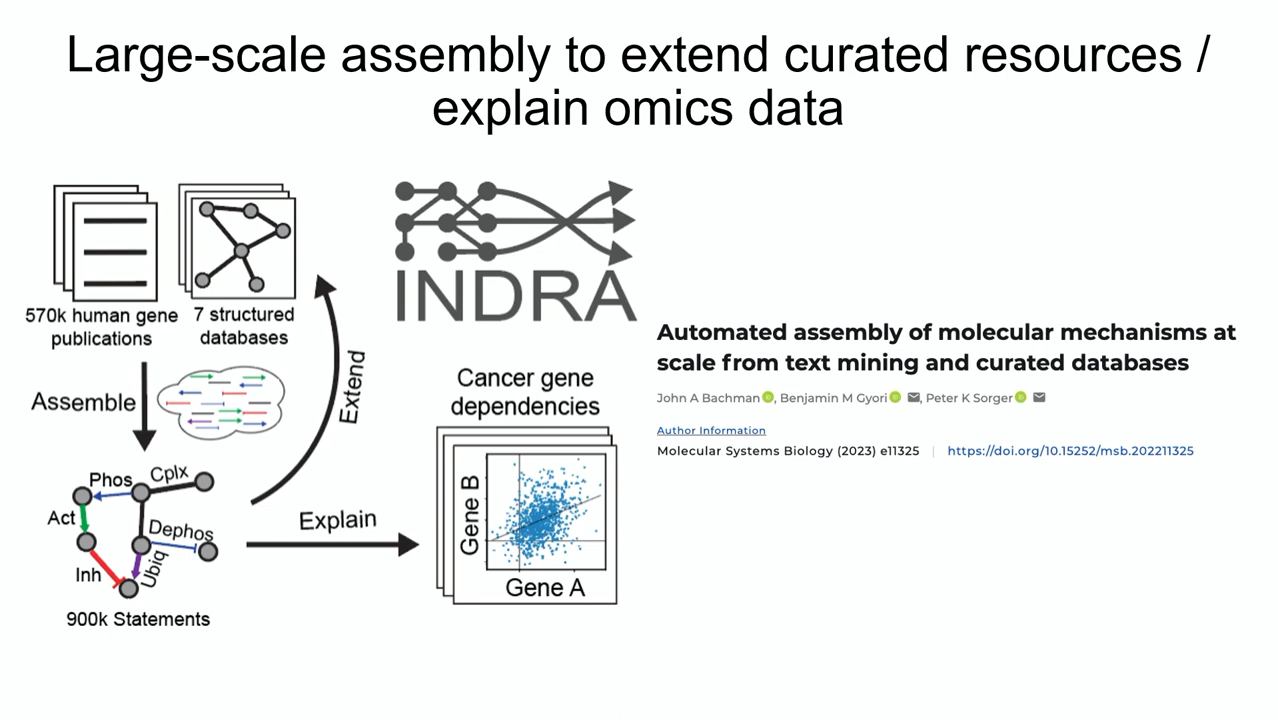 Large-scale assembly to extend curated resources /
explain omics data
570k human gene
publications
7 structured
databases
INDRA
Assemble
Extend
Phos
Cplx
Act
Dephos
Inh
Ubiq
900k Statements
Explain
Cancer gene
dependencies
Gene B
Gene A
Automated assembly of molecular mechanisms at
scale from text mining and curated databases
John A Bachman iD, Benjamin M Gyori iD, Peter K Sorger iD
Author Information
Molecular Systems Biology (2023) e11325 | https://doi.org/10.15252/msb.202211325